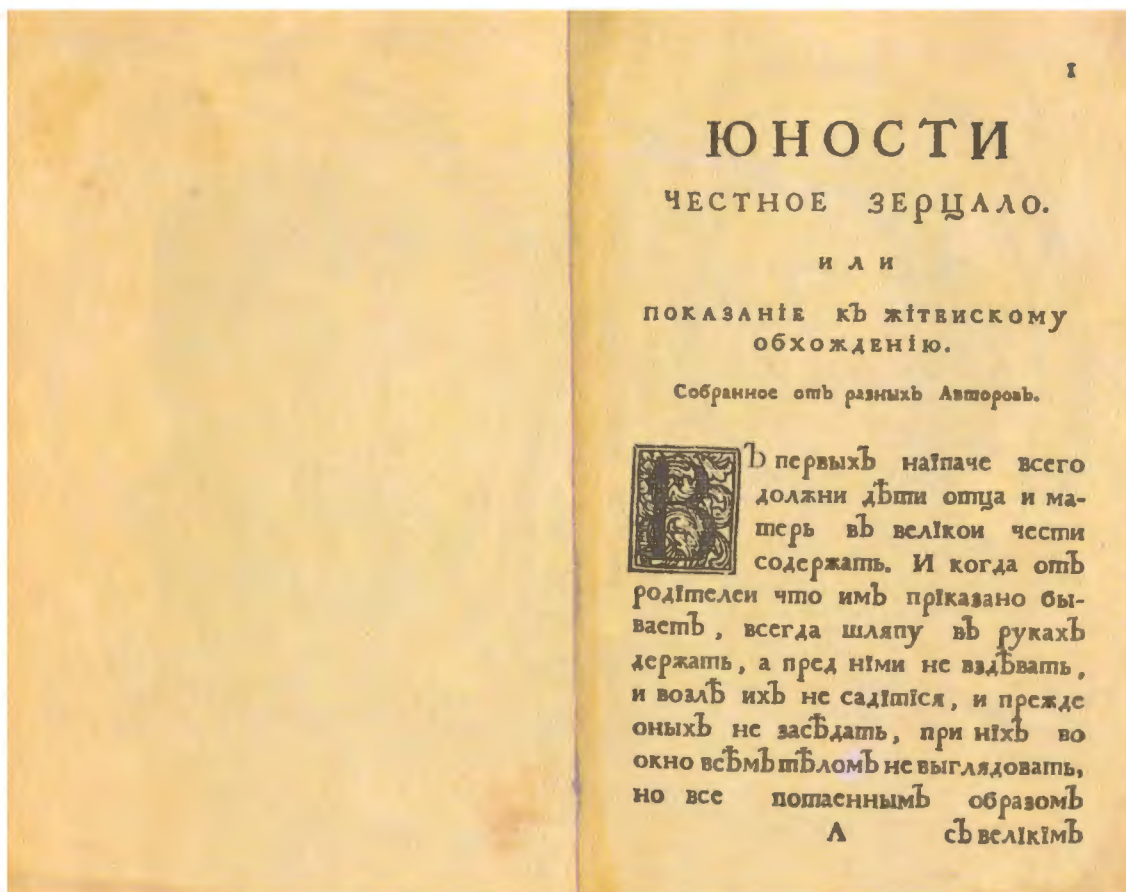 І
ЮНОСТИ
ЧЕСТНОЕ ЗЕРЦАЛО.
ИЛИ
ПОКАЗАНІЕ КЪ ЖІТЕИСКОМУ
ОБХОЖДЕНІЮ.
Собранное отъ разныхъ Авторовъ.
ВЪ первыхъ наіпаче всего
должни дѣти отца и ма-
терь въ велікои чести
содержать. И когда отъ
родітелеи что имъ пріказано бы-
ваетъ, всегда шляпу въ рукахъ
держать, а пред німи не вздѣвать,
и возлѣ ихъ не садітіся, и прежде
оныхъ не засѣдать, при ніхъ во
окно всѣмъ тѣломъ не выглядовать,
но все потаеннымъ образомъ
А съ велікімъ